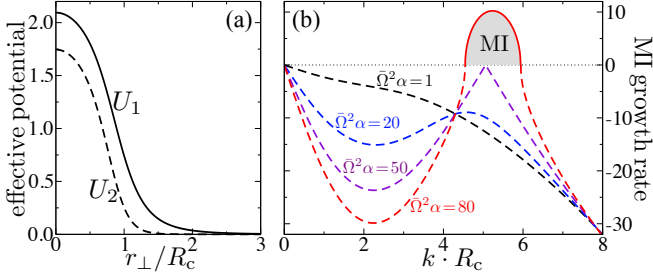 (a)
effective potential
2.0
1.5
1.0
0.5
0.0
U₁
U₂
0
1
2
3
r⊥/R_c²
(b)
MI
Ω̄²α=1
Ω̄²α=20
Ω̄²α=50
Ω̄²α=80
0
2
4
6
8
k · R_c
10
0
-10
-20
-30
MI growth rate